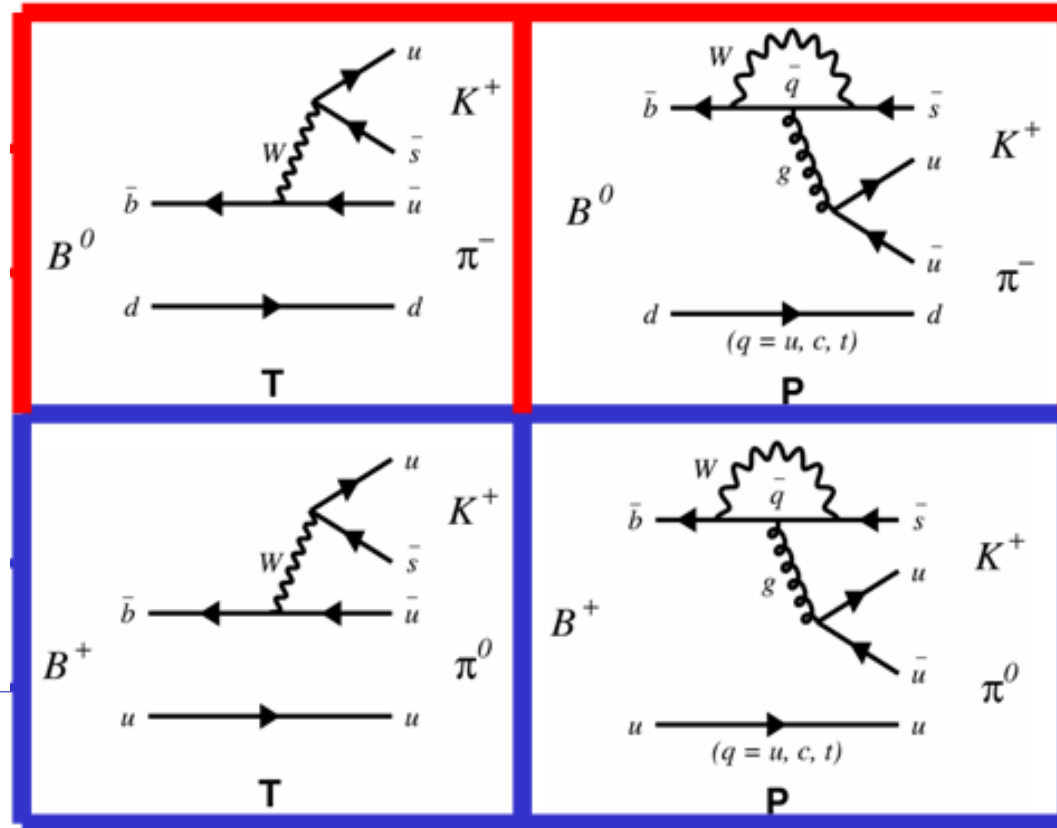 u
K⁺
s̄
W
b̄
ū
B⁰
π⁻
d
d
T
W
q̄
b̄
s̄
K⁺
u
g
B⁰
ū
π⁻
d
d
(q = u, c, t)
P
u
K⁺
W
s̄
b̄
ū
B⁺
π⁰
u
u
T
W
q̄
b̄
s̄
K⁺
u
g
B⁺
ū
π⁰
u
u
(q = u, c, t)
P